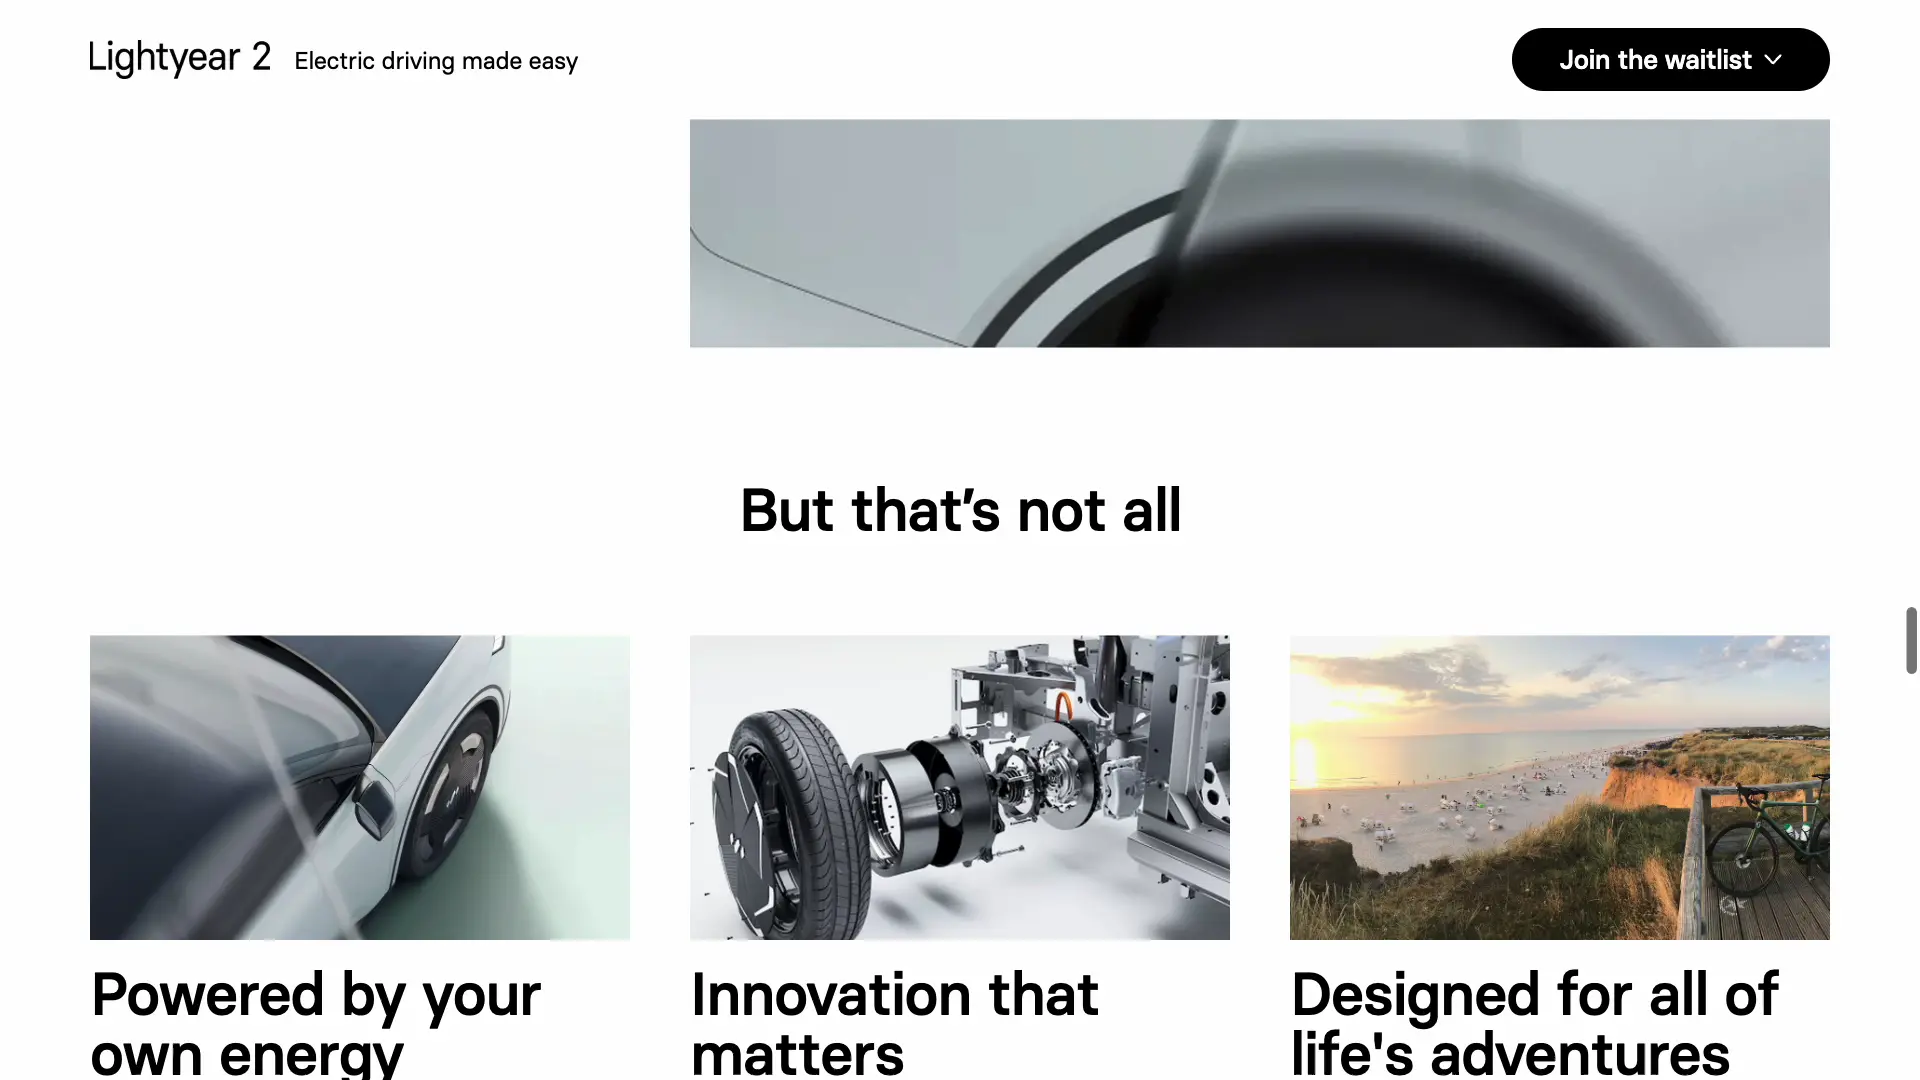 Lightyear 2 Electric driving made easy
Join the waitlist
But that’s not all
Powered by your
own energy
Innovation that
matters
Designed for all of
life's adventures